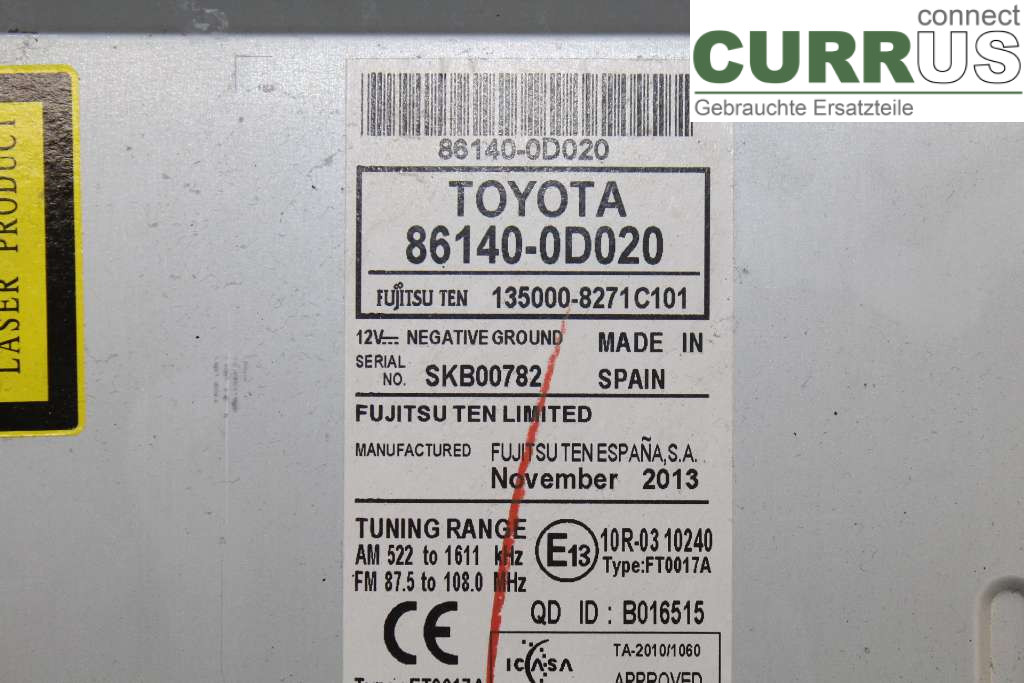 connect
CURRUS
Gebrauchte Ersatzteile
LASER PRODUCT
86140-0D020
TOYOTA
86140-0D020
FUJITSU TEN 135000-8271C101
12V NEGATIVE GROUND
MADE IN SPAIN
SERIAL NO. SKB00782
FUJITSU TEN LIMITED
MANUFACTURED FUJITSU TEN ESPAÑA,S.A.
November 2013
TUNING RANGE
AM 522 to 1611 kHz
FM 87.5 to 108.0 MHz
E13
10R-03 10240
Type:FT0017A
CE
QD ID : B016515
ICASA
TA-2010/1060
APPROVED
Type: FT0017A